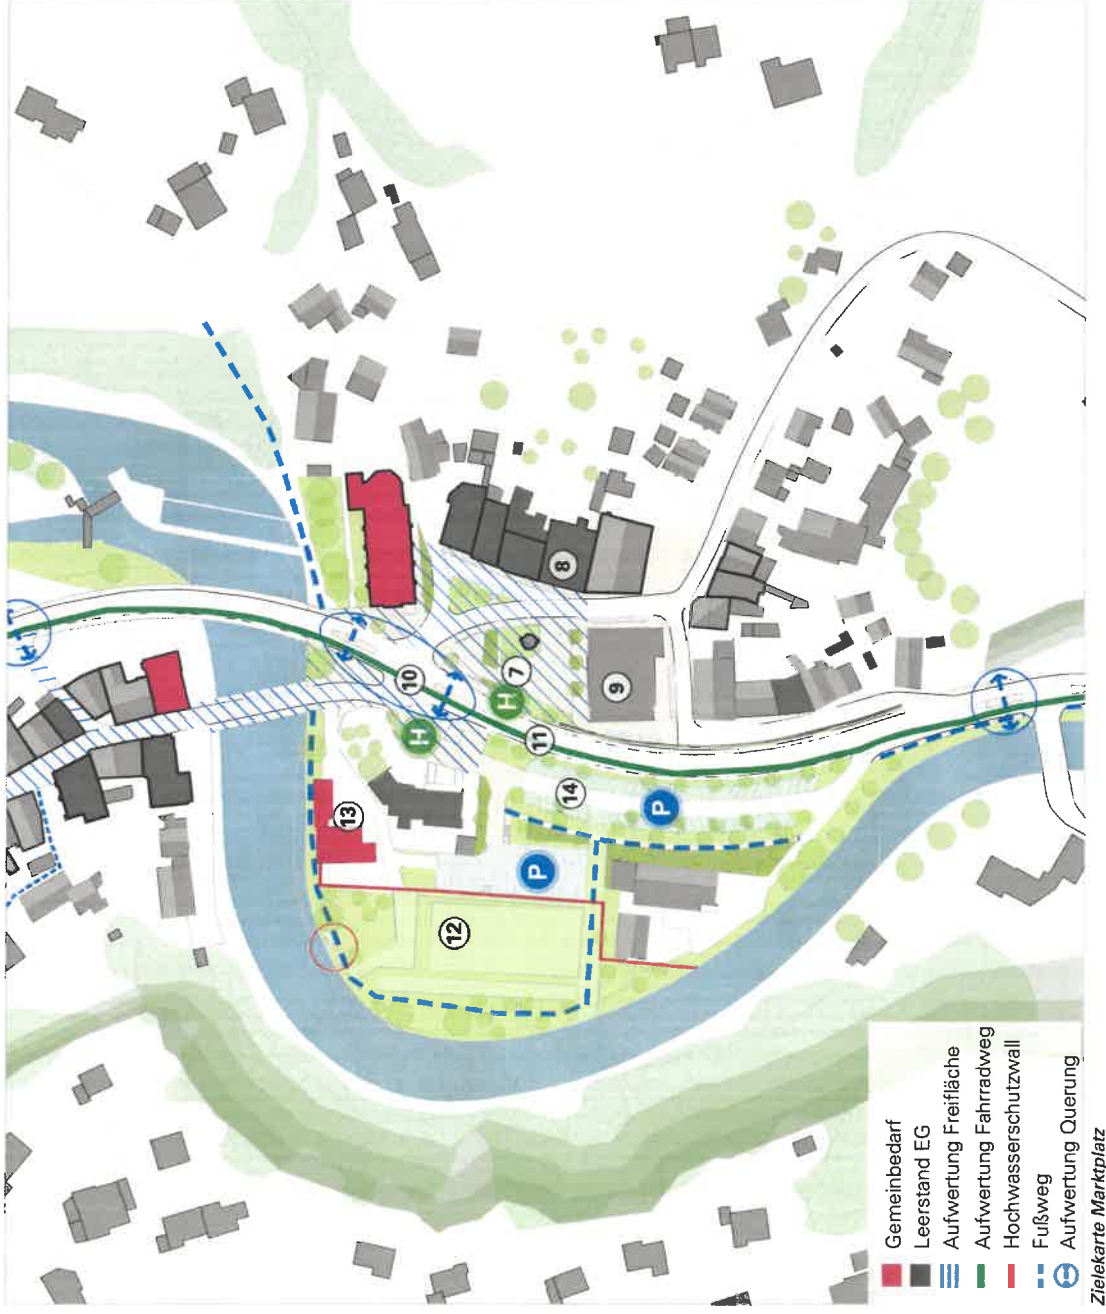 8
7
H
9
10
H
11
14
P
13
P
12
Gemeinbedarf
Leerstand EG
Aufwertung Freifläche
Aufwertung Fahrradweg
Hochwasserschutzwall
Fußweg
Aufwertung Querung
Zielekarte Marktplatz